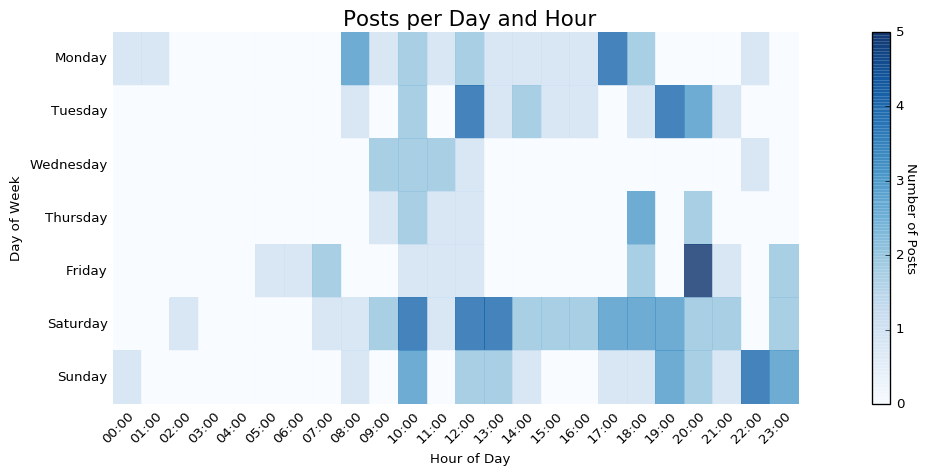 Posts per Day and Hour
Day of Week
Monday
Tuesday
Wednesday
Thursday
Friday
Saturday
Sunday
00:00 01:00 02:00 03:00 04:00 05:00 06:00 07:00 08:00 09:00 10:00 11:00 12:00 13:00 14:00 15:00 16:00 17:00 18:00 19:00 20:00 21:00 22:00 23:00
Hour of Day
5
4
3
2
1
0
Number of Posts